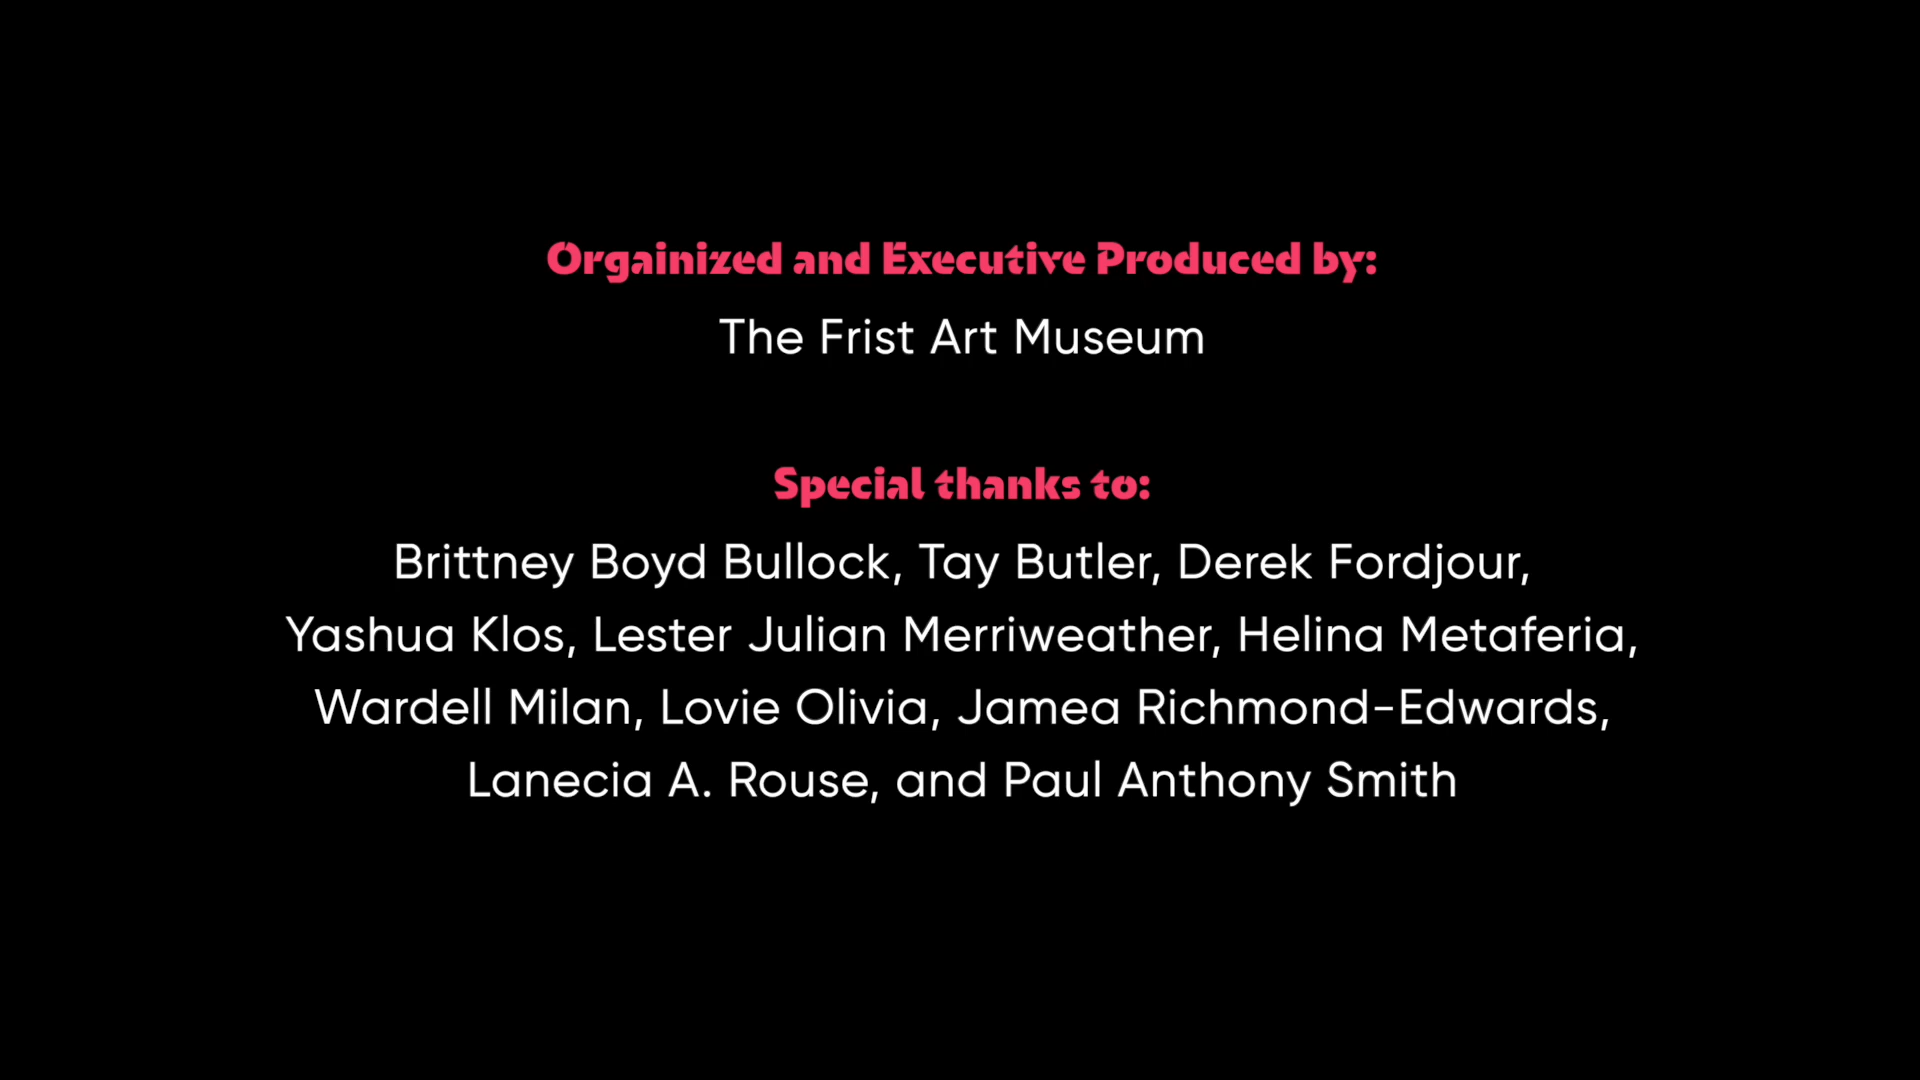 Orgainized and Executive Produced by:
The Frist Art Museum
Special thanks to:
Brittney Boyd Bullock, Tay Butler, Derek Fordjour,
Yashua Klos, Lester Julian Merriweather, Helina Metaferia,
Wardell Milan, Lovie Olivia, Jamea Richmond-Edwards,
Lanecia A. Rouse, and Paul Anthony Smith